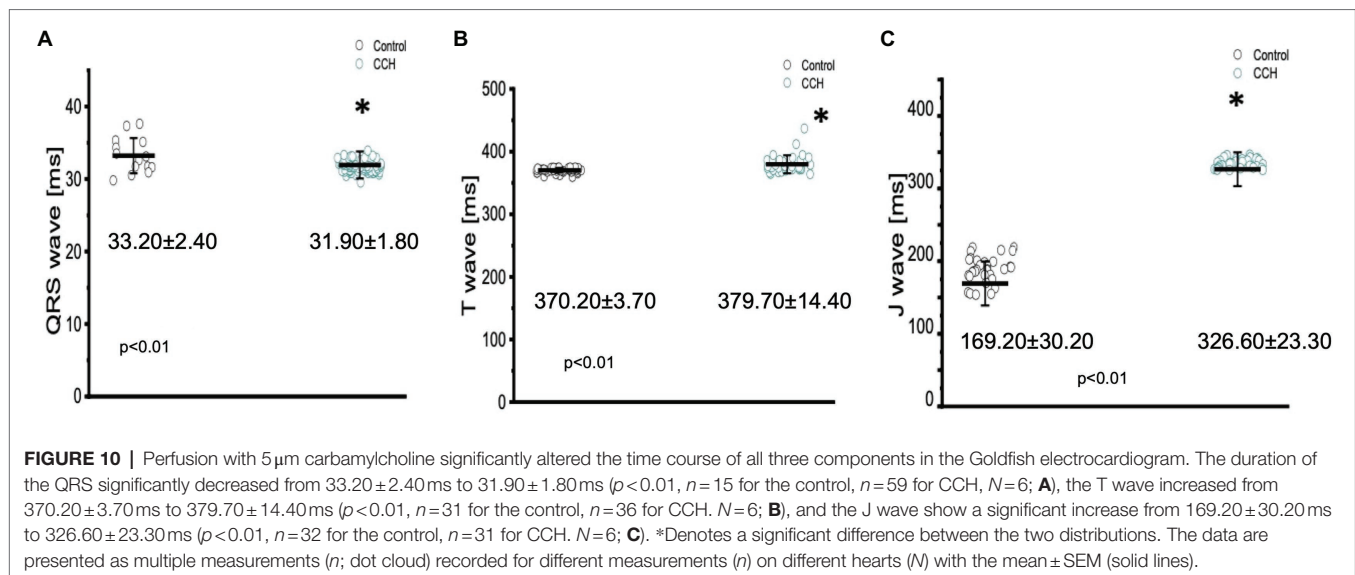 A
Control
CCH
*
QRS wave [ms]
40
30
20
10
0
33.20±2.40
31.90±1.80
p<0.01
B
Control
CCH
*
T wave [ms]
500
400
300
200
100
0
370.20±3.70
379.70±14.40
p<0.01
C
Control
CCH
*
J wave [ms]
400
300
200
100
0
169.20±30.20
326.60±23.30
p<0.01
FIGURE 10 | Perfusion with 5 μm carbamylcholine significantly altered the time course of all three components in the Goldfish electrocardiogram. The duration of
the QRS significantly decreased from 33.20±2.40 ms to 31.90±1.80 ms (p<0.01, n=15 for the control, n=59 for CCH, N=6; A), the T wave increased from
370.20±3.70 ms to 379.70±14.40 ms (p<0.01, n=31 for the control, n=36 for CCH. N=6; B), and the J wave show a significant increase from 169.20±30.20 ms
to 326.60±23.30 ms (p<0.01, n=32 for the control, n=31 for CCH. N=6; C). *Denotes a significant difference between the two distributions. The data are
presented as multiple measurements (n; dot cloud) recorded for different measurements (n) on different hearts (N) with the mean±SEM (solid lines).